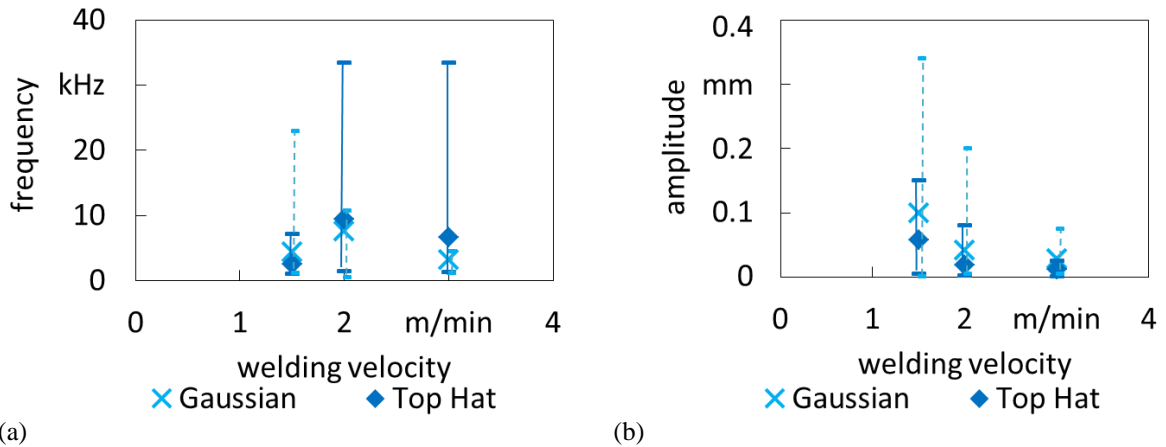 40
frequency
kHz
20
10
0
0 1 2 m/min 4
welding velocity
Gaussian Top Hat
(a)
0.4
amplitude
mm
0.2
0.1
0
0 1 2 m/min 4
welding velocity
Gaussian Top Hat
(b)